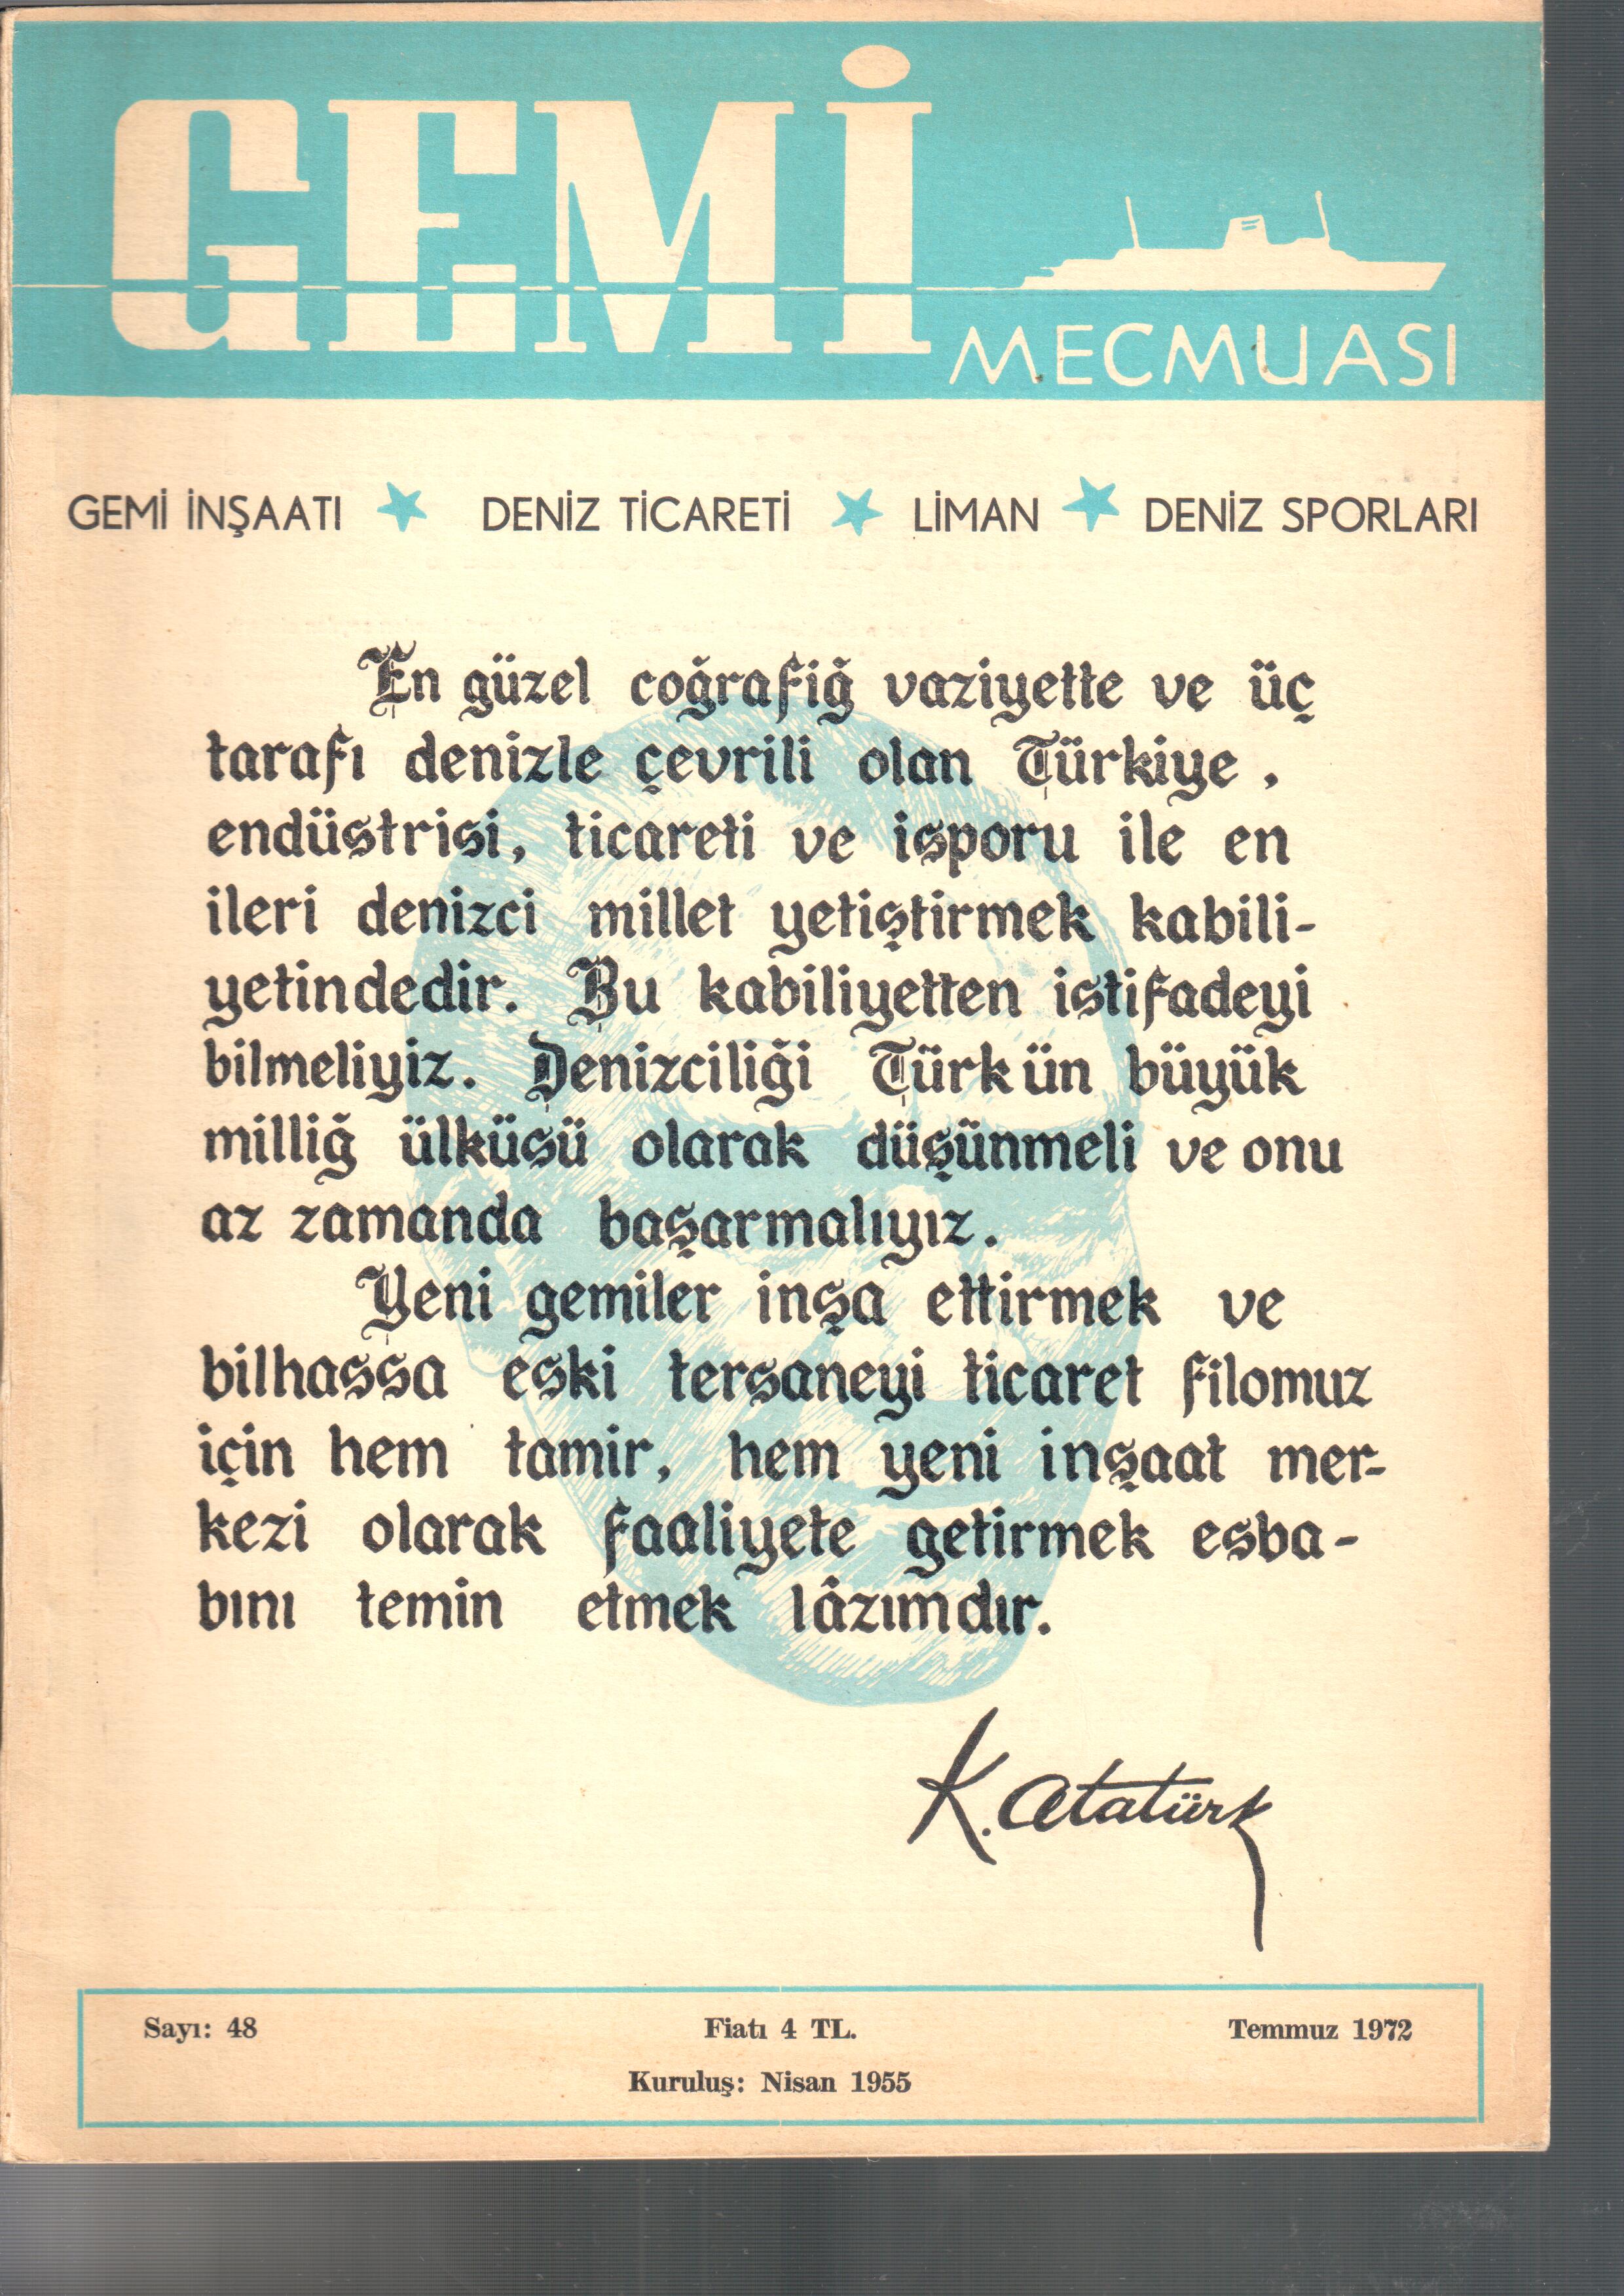 GEMİ
MECMUASI
GEMİ İNŞAATI DENİZ TİCARETİ LİMAN DENİZ SPORLARI
En güzel coğrafiğ vaziyette ve üç
tarafı denizle çevrili olan Türkiye,
endüstrisi, ticareti ve isporu ile en
ileri denizci millet yetiştirmek kabili-
yetindedir. Bu kabiliyetten istifadeyi
bilmeliyiz. Denizciliği Türkün büyük
milliğ ülküsü olarak düşünmeli ve onu
az zamanda başarmalıyız.
Yeni gemiler inşa ettirmek ve
bilhassa eski tersaneyi ticaret filomuz
için hem tamir, hem yeni inşaat mer-
kezi olarak faaliyete getirmek esba-
bını temin etmek lâzımdır.
K. Atatürk
Sayı: 48 Fiatı 4 TL. Temmuz 1972
Kuruluş: Nisan 1955